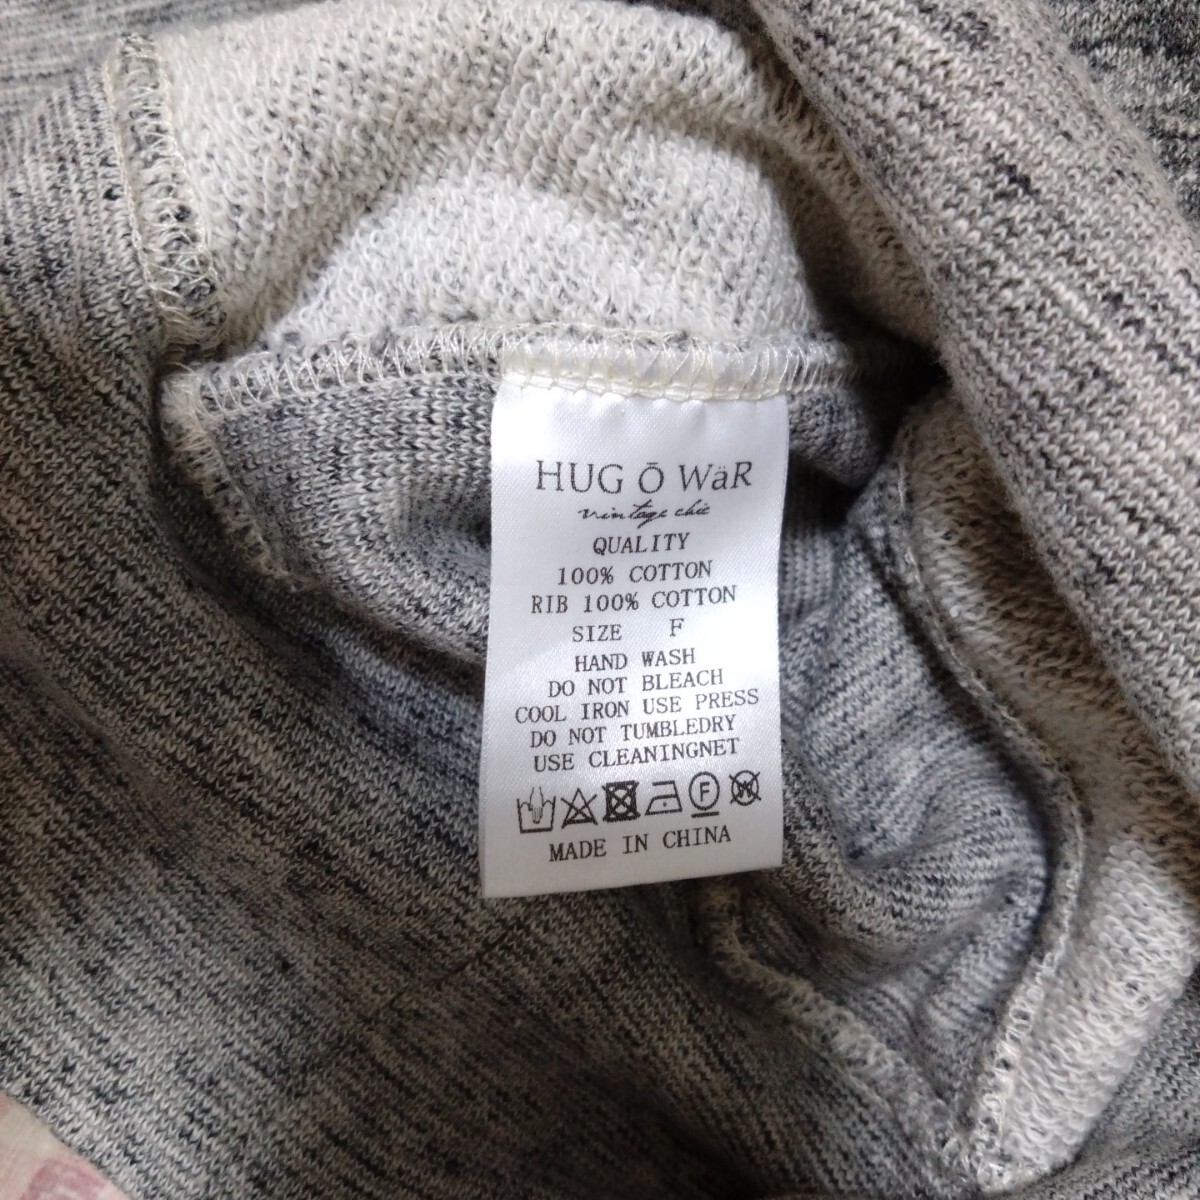 HUG Ō WäR
vintage chic
QUALITY
100% COTTON
RIB 100% COTTON
SIZE F
HAND WASH
DO NOT BLEACH
COOL IRON USE PRESS
DO NOT TUMBLEDRY
USE CLEANINGNET
F W
MADE IN CHINA